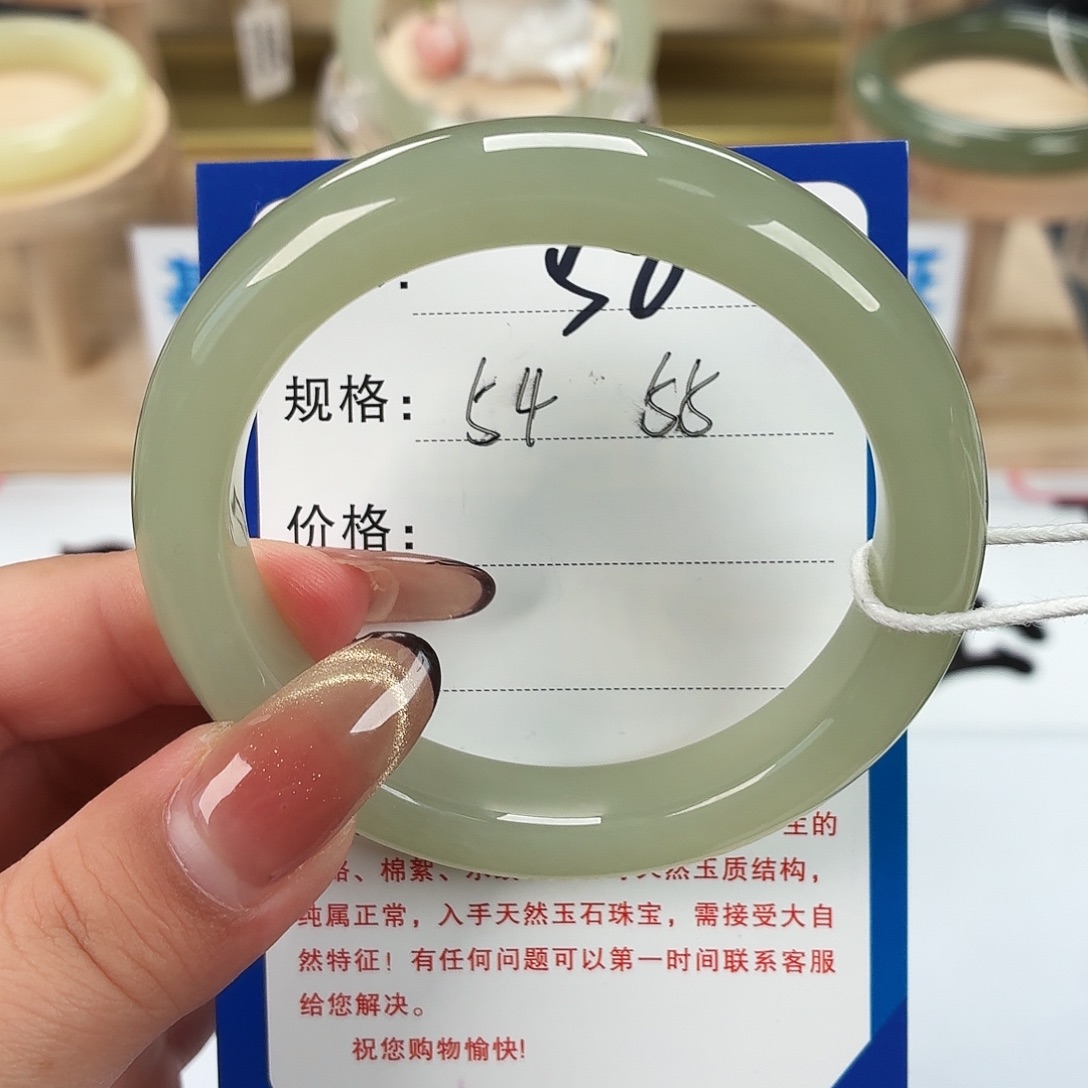 规格：54 55
价格：
生的
、棉絮、
天然玉质结构，
纯属正常，入手天然玉石珠宝，需接受大自
然特征！有任何问题可以第一时间联系客服
给您解决。
祝您购物愉快!